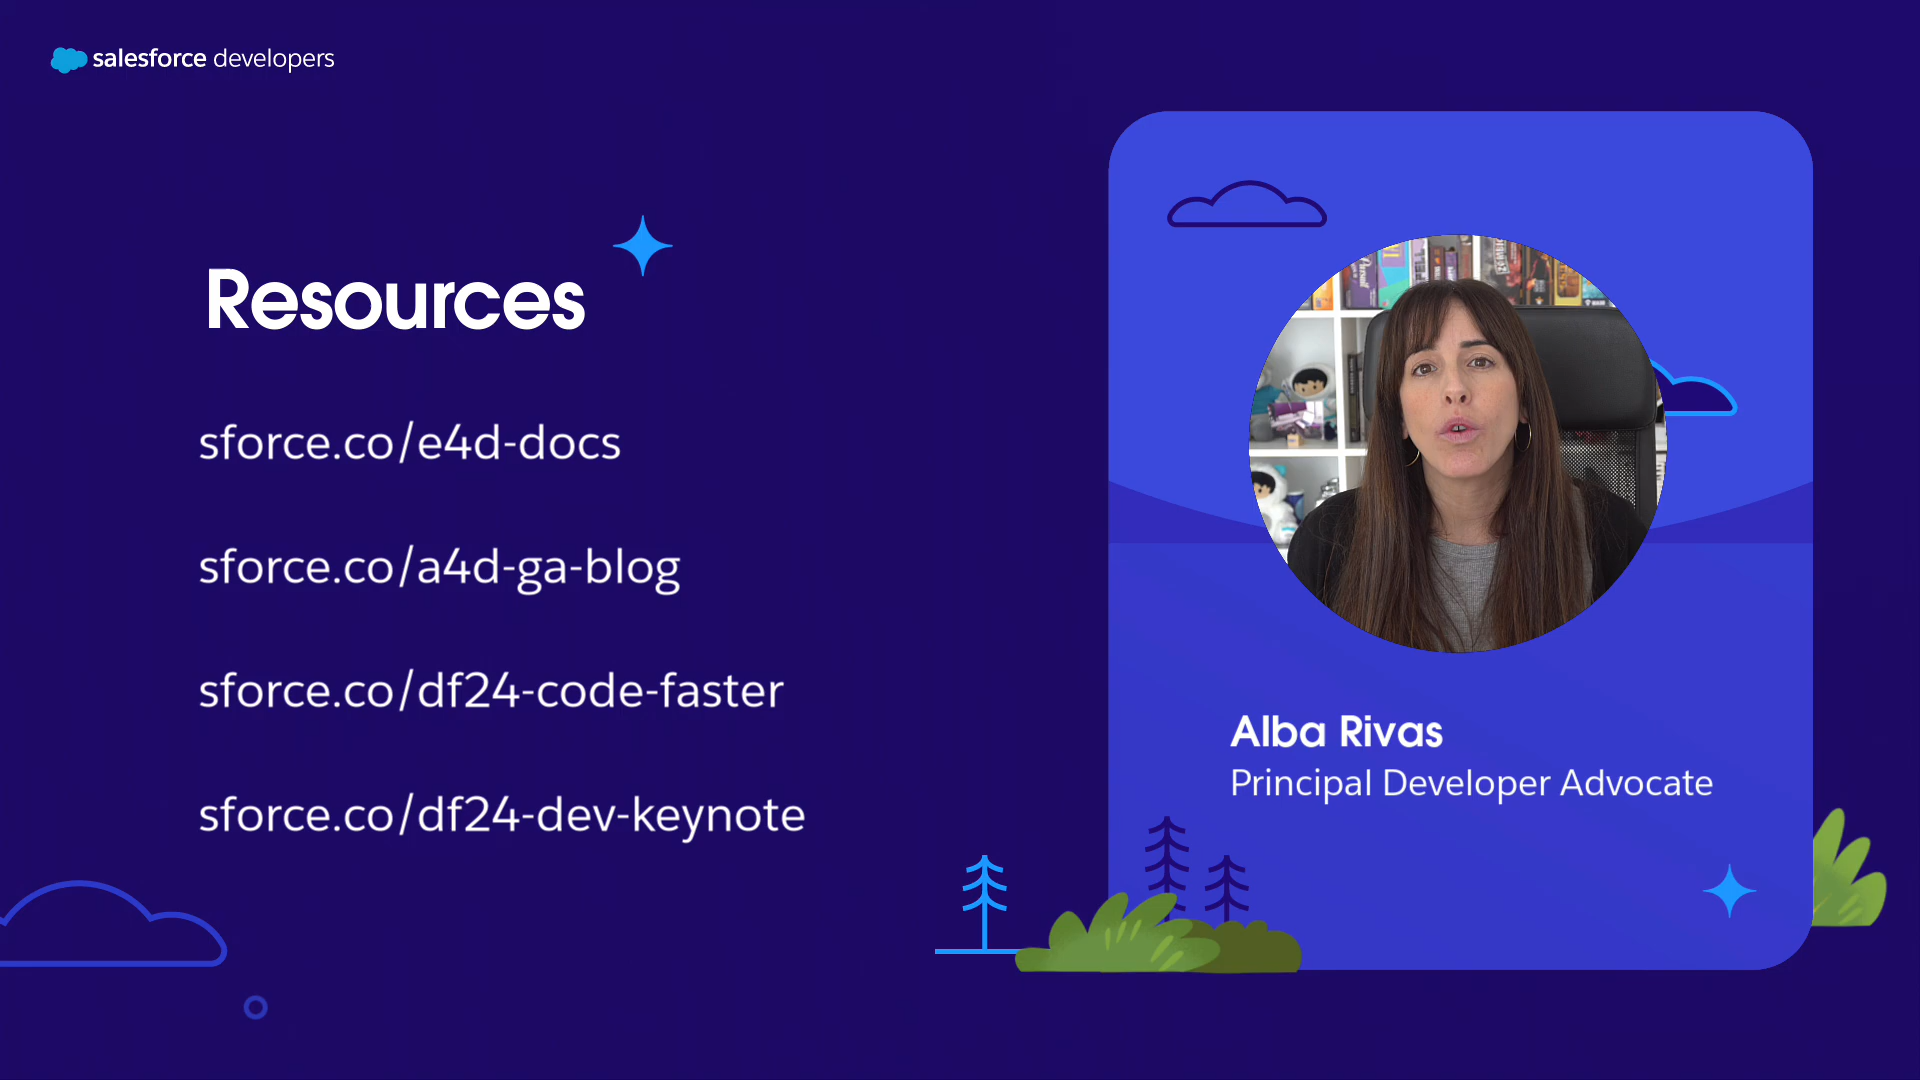 salesforce developers
Resources
sforce.co/e4d-docs
sforce.co/a4d-ga-blog
sforce.co/df24-code-faster
sforce.co/df24-dev-keynote
Alba Rivas
Principal Developer Advocate